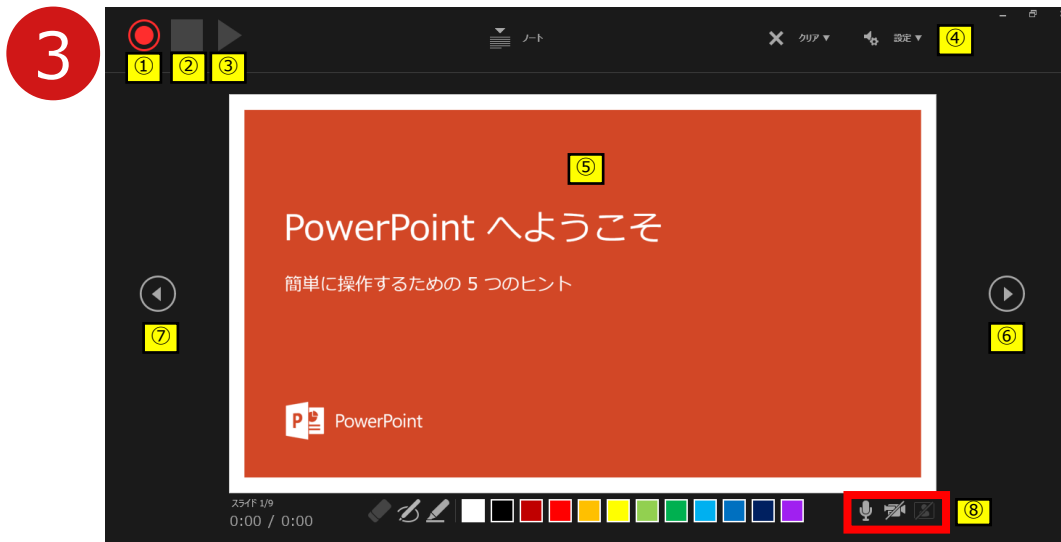 3
① ② ③
ノート
クリア ▼
設定 ▼
④
⑤
PowerPoint へようこそ
簡単に操作するための 5 つのヒント
⑦
⑥
P
PowerPoint
スライド 1/9
0:00 / 0:00
⑧